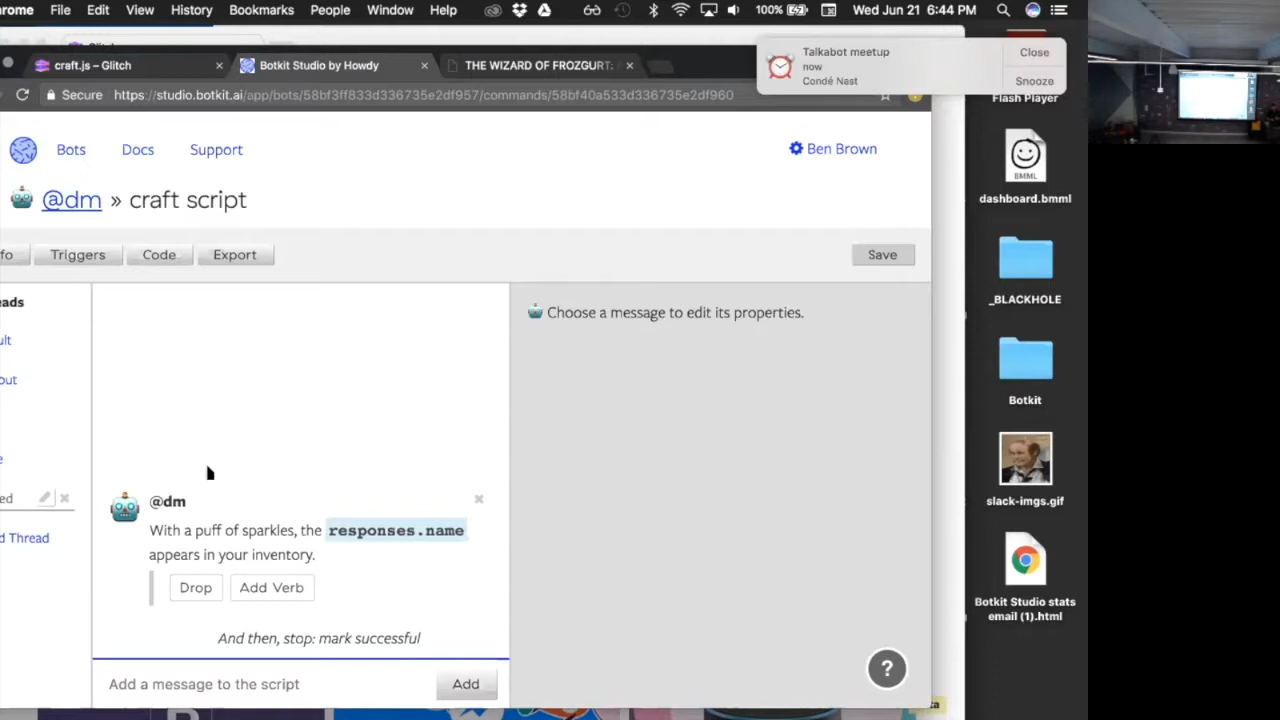 hrome File Edit View History Bookmarks People Window Help 100% Wed Jun 21 6:44 PM
craft.js – Glitch
Botkit Studio by Howdy
THE WIZARD OF FROZGURT:
Talkabot meetup
now
Condé Nast
Close
Snooze
Secure https://studio.botkit.ai/app/bots/58bf3ff833d336735e2df957/commands/58bf40a533d336735e2df960
Flash Player
Bots Docs Support
Ben Brown
@dm » craft script
fo Triggers Code Export
Save
eads
ult
out
e
ed
d Thread
@dm
With a puff of sparkles, the responses.name
appears in your inventory.
Drop Add Verb
And then, stop: mark successful
Add a message to the script
Add
Choose a message to edit its properties.
?
BMML
dashboard.bmml
_BLACKHOLE
Botkit
slack-imgs.gif
Botkit Studio stats
email (1).html